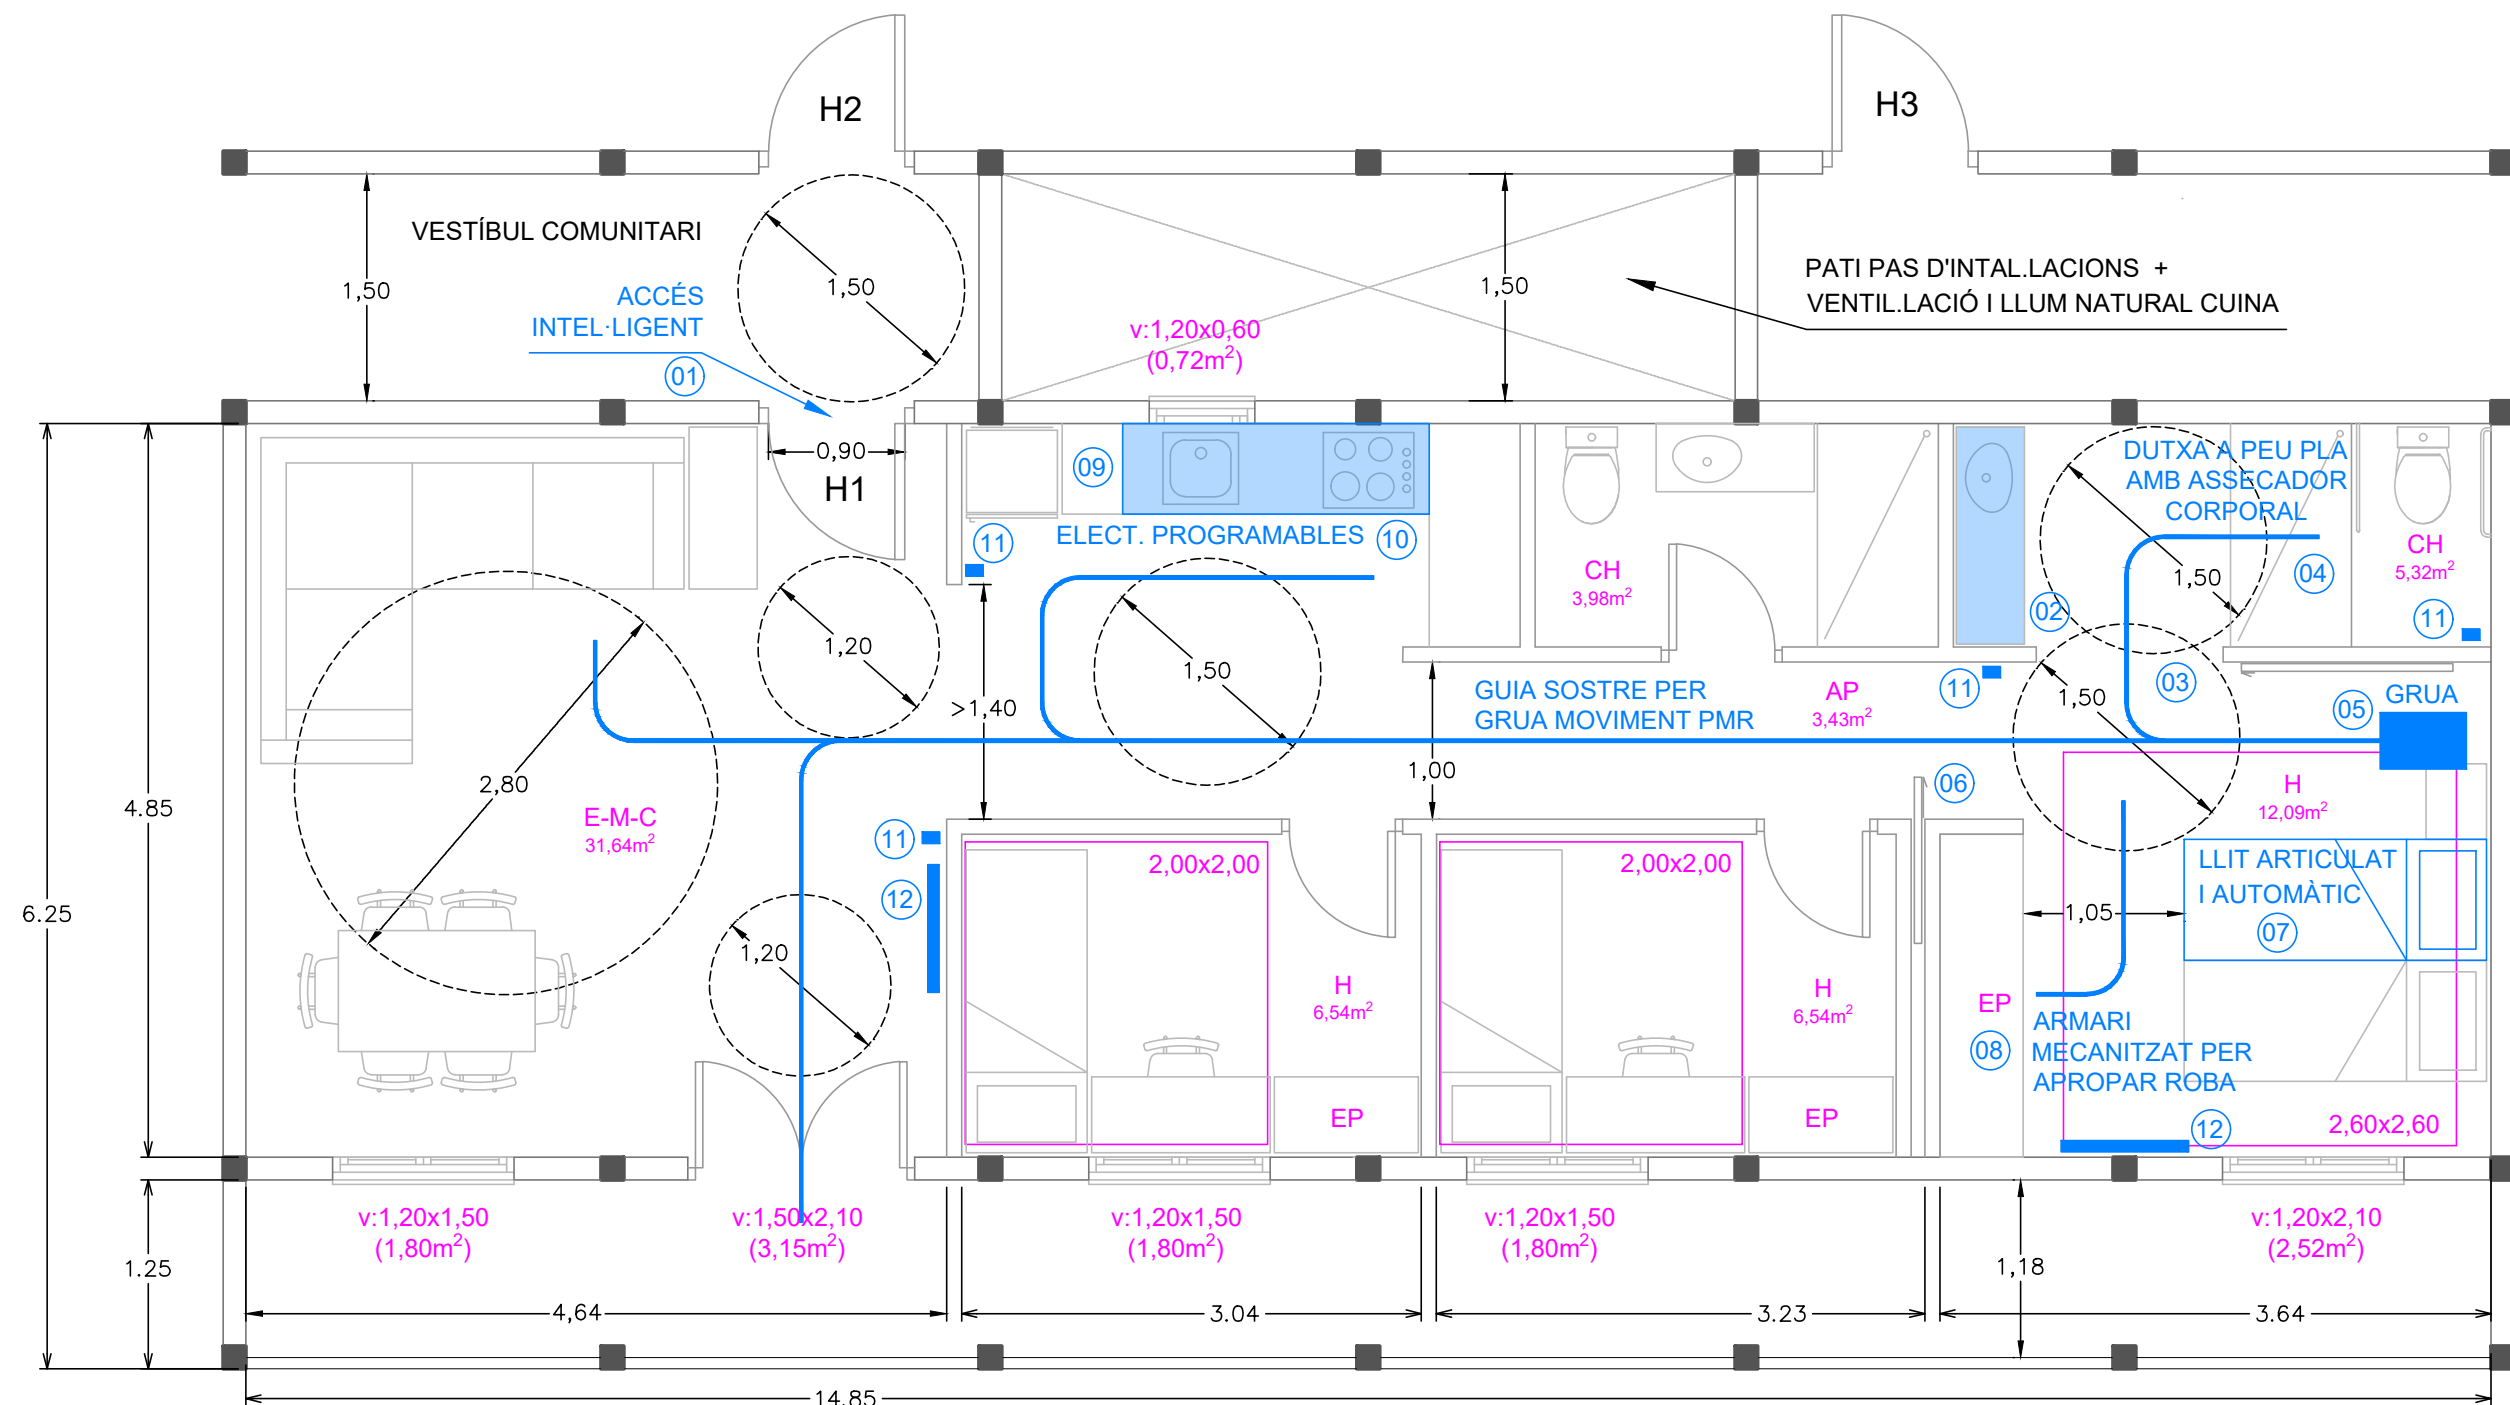 H2
H3
VESTÍBUL COMUNITARI
1,50
1,50
1,50
ACCÉS
INTEL·LIGENT
01
PATI PAS D'INTAL.LACIONS +
VENTIL.LACIÓ I LLUM NATURAL CUINA
v:1,20x0,60
(0,72m²)
0,90
H1
09
11
ELECT. PROGRAMABLES
10
DUTXA A PEU PLA
AMB ASSECADOR
CORPORAL
CH
3,98m²
CH
5,32m²
1,50
04
02
11
1,20
1,50
>1,40
GUIA SOSTRE PER
GRUA MOVIMENT PMR
AP
3,43m²
11
03
1,50
05
GRUA
2,80
1,00
06
H
12,09m²
4.85
6.25
E-M-C
31,64m²
11
12
2,00x2,00
2,00x2,00
LLIT ARTICULAT
I AUTOMÀTIC
07
1,05
1,20
H
6,54m²
H
6,54m²
EP
08
ARMARI
MECANITZAT PER
APROPAR ROBA
EP
EP
12
2,60x2,60
v:1,20x1,50
(1,80m²)
v:1,50x2,10
(3,15m²)
v:1,20x1,50
(1,80m²)
v:1,20x1,50
(1,80m²)
v:1,20x2,10
(2,52m²)
1.25
1,18
4,64
3.04
3.23
3.64
14.85